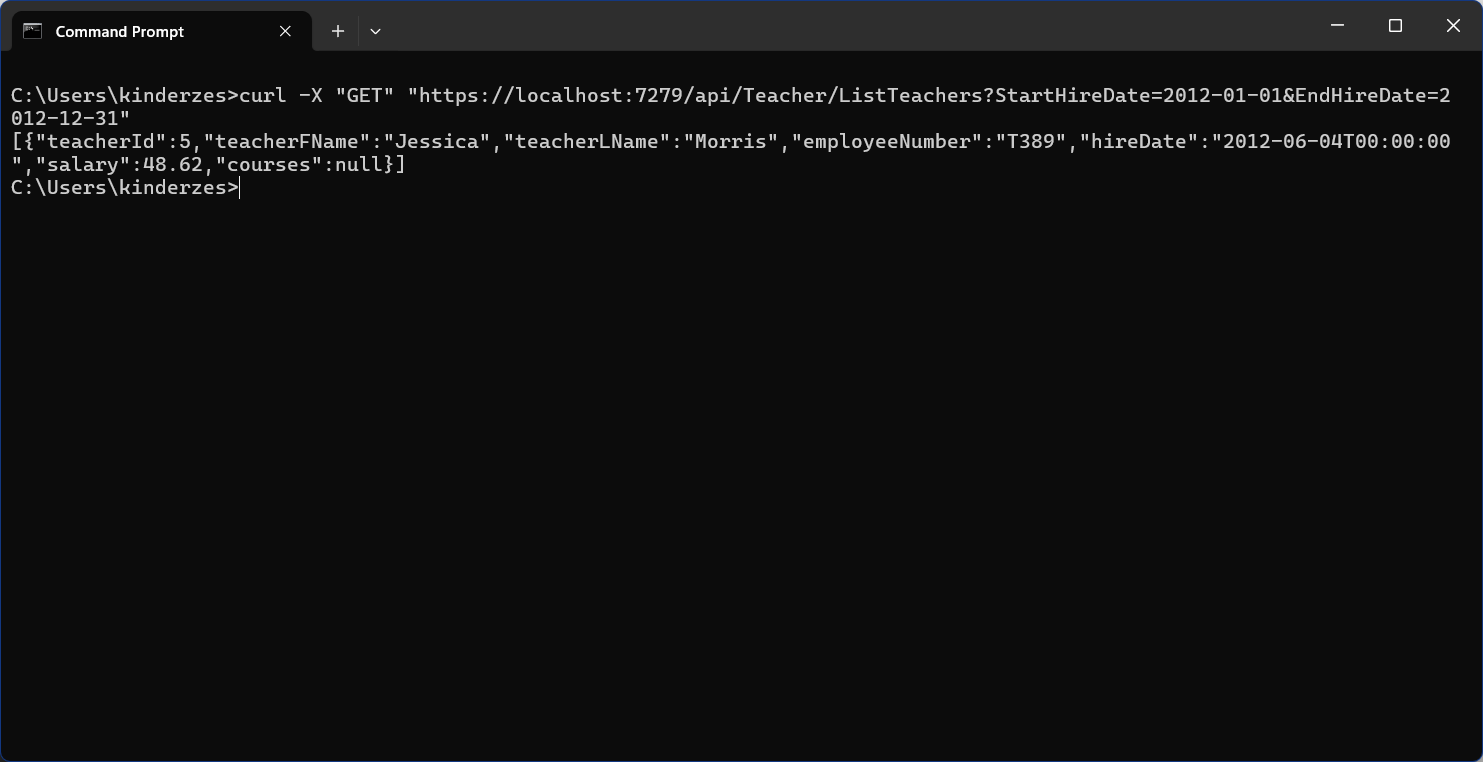 Command Prompt
C:\Users\kinderzes>curl -X "GET" "https://localhost:7279/api/Teacher/ListTeachers?StartHireDate=2012-01-01&EndHireDate=2
012-12-31"
[{"teacherId":5,"teacherFName":"Jessica","teacherLName":"Morris","employeeNumber":"T389","hireDate":"2012-06-04T00:00:00
","salary":48.62,"courses":null}]
C:\Users\kinderzes>